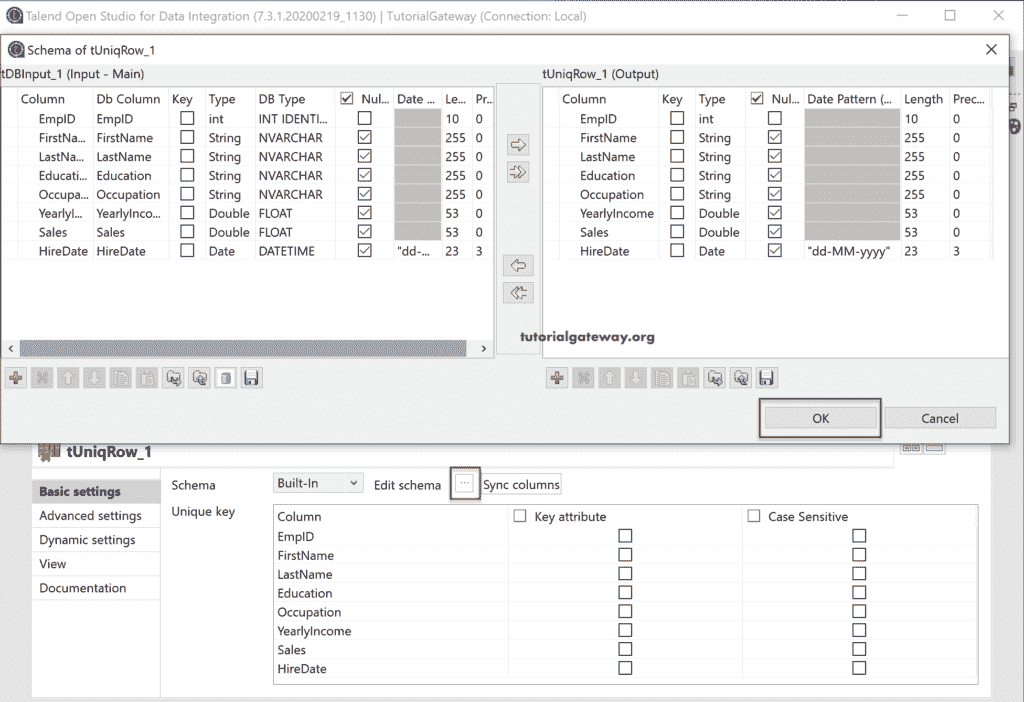 Talend Open Studio for Data Integration (7.3.1.20200219_1130) | TutorialGateway (Connection: Local)
Schema of tUniqRow_1
tDBInput_1 (Input - Main)
Column Db Column Key Type DB Type Nul... Date ... Le... Pr...
EmpID EmpID int INT IDENTI... 10 0
FirstNa... FirstName String NVARCHAR 255 0
LastNa... LastName String NVARCHAR 255 0
Educati... Education String NVARCHAR 255 0
Occupa... Occupation String NVARCHAR 255 0
YearlyI... YearlyInco... Double FLOAT 53 0
Sales Sales Double FLOAT 53 0
HireDate HireDate Date DATETIME "dd-... 23 3
tUniqRow_1 (Output)
Column Key Type Nul... Date Pattern (... Length Prec...
EmpID int 10 0
FirstName String 255 0
LastName String 255 0
Education String 255 0
Occupation String 255 0
YearlyIncome Double 53 0
Sales Double 53 0
HireDate Date "dd-MM-yyyy" 23 3
tutorialgateway.org
OK Cancel
tUniqRow_1
Basic settings
Advanced settings
Dynamic settings
View
Documentation
Schema Built-In Edit schema ... Sync columns
Unique key
Column Key attribute Case Sensitive
EmpID
FirstName
LastName
Education
Occupation
YearlyIncome
Sales
HireDate